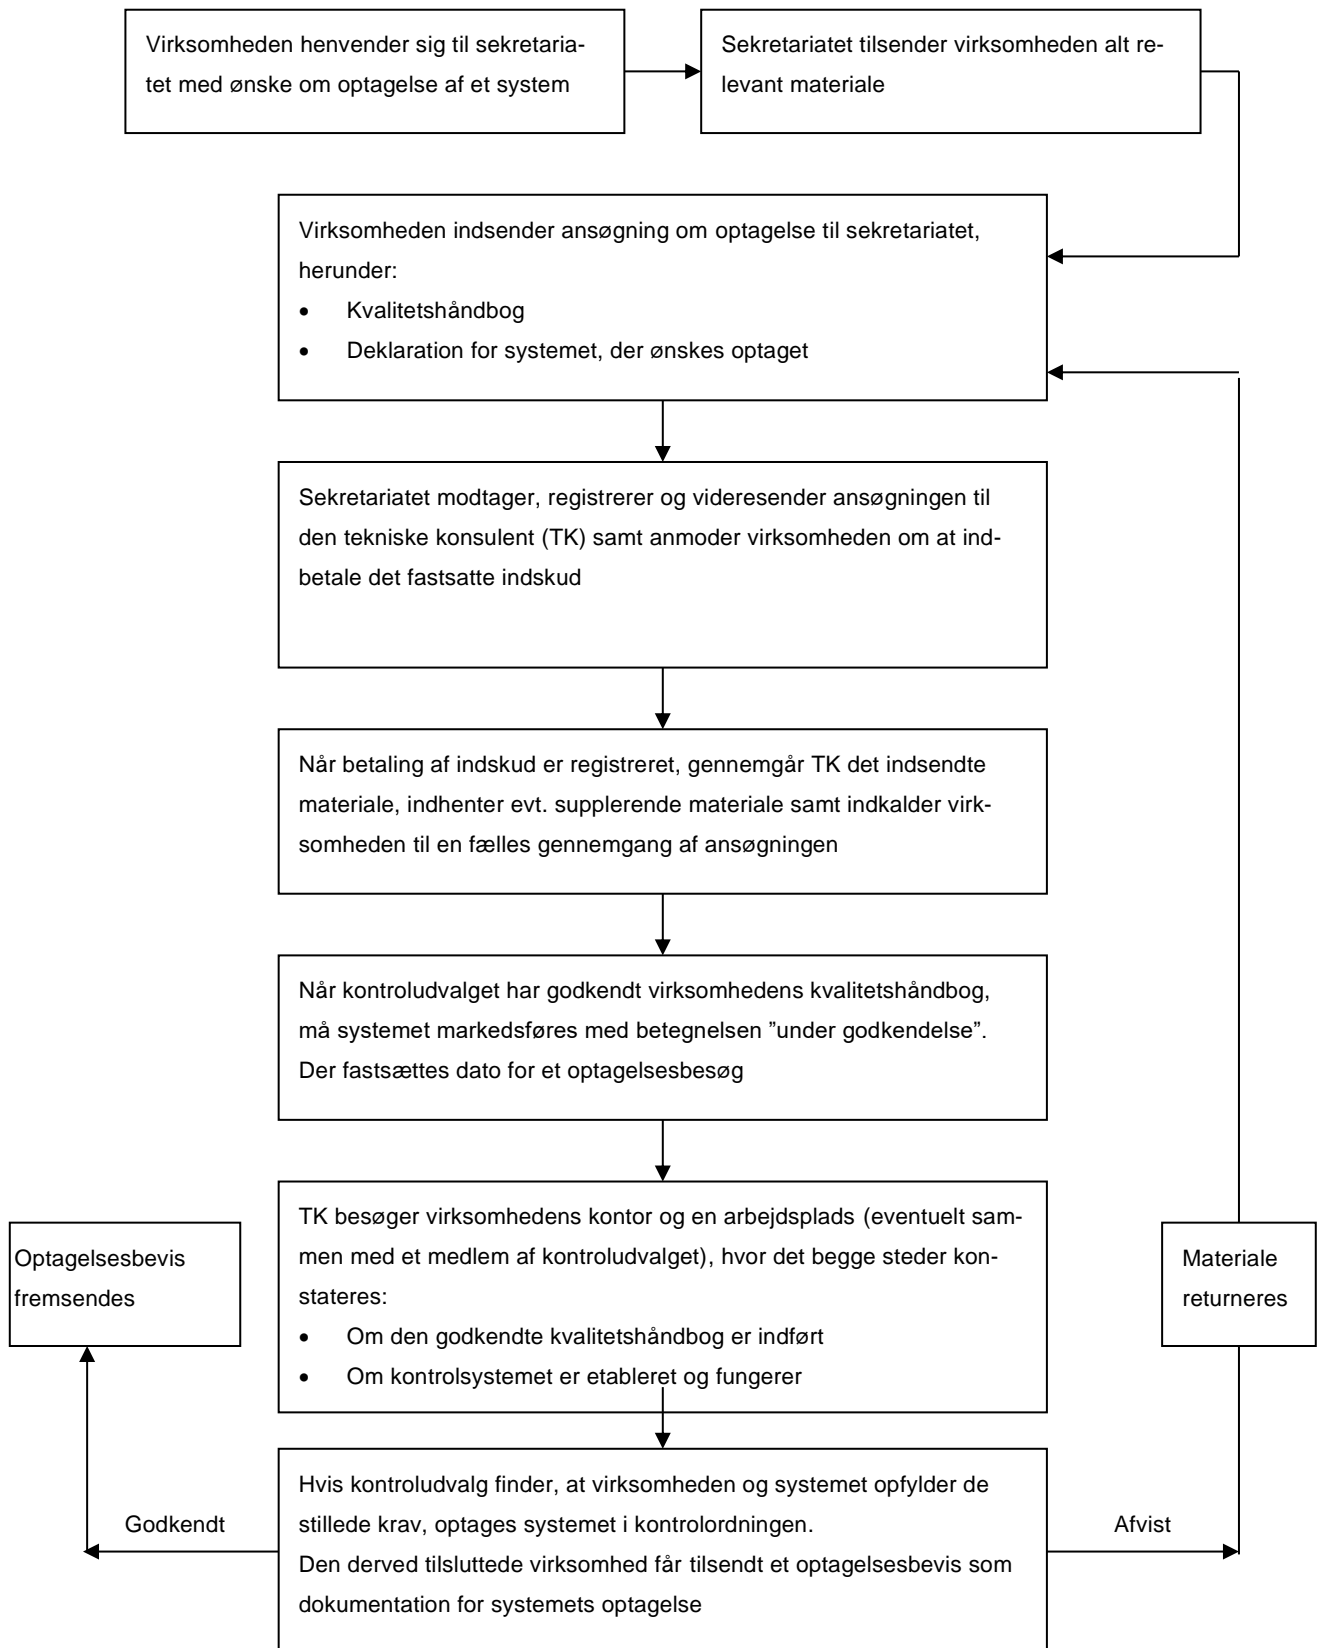 Virksomheden henvender sig til sekretaria-
tet med ønske om optagelse af et system
Sekretariatet tilsender virksomheden alt re-
levant materiale
Virksomheden indsender ansøgning om optagelse til sekretariatet,
herunder:
• Kvalitetshåndbog
• Deklaration for systemet, der ønskes optaget
Sekretariatet modtager, registrerer og videresender ansøgningen til
den tekniske konsulent (TK) samt anmoder virksomheden om at ind-
betale det fastsatte indskud
Når betaling af indskud er registreret, gennemgår TK det indsendte
materiale, indhenter evt. supplerende materiale samt indkalder virk-
somheden til en fælles gennemgang af ansøgningen
Når kontroludvalget har godkendt virksomhedens kvalitetshåndbog,
må systemet markedsføres med betegnelsen ”under godkendelse”.
Der fastsættes dato for et optagelsesbesøg
TK besøger virksomhedens kontor og en arbejdsplads (eventuelt sam-
men med et medlem af kontroludvalget), hvor det begge steder kon-
stateres:
• Om den godkendte kvalitetshåndbog er indført
• Om kontrolsystemet er etableret og fungerer
Optagelsesbevis
fremsendes
Materiale
returneres
Hvis kontroludvalg finder, at virksomheden og systemet opfylder de
stillede krav, optages systemet i kontrolordningen.
Den derved tilsluttede virksomhed får tilsendt et optagelsesbevis som
dokumentation for systemets optagelse
Godkendt
Afvist